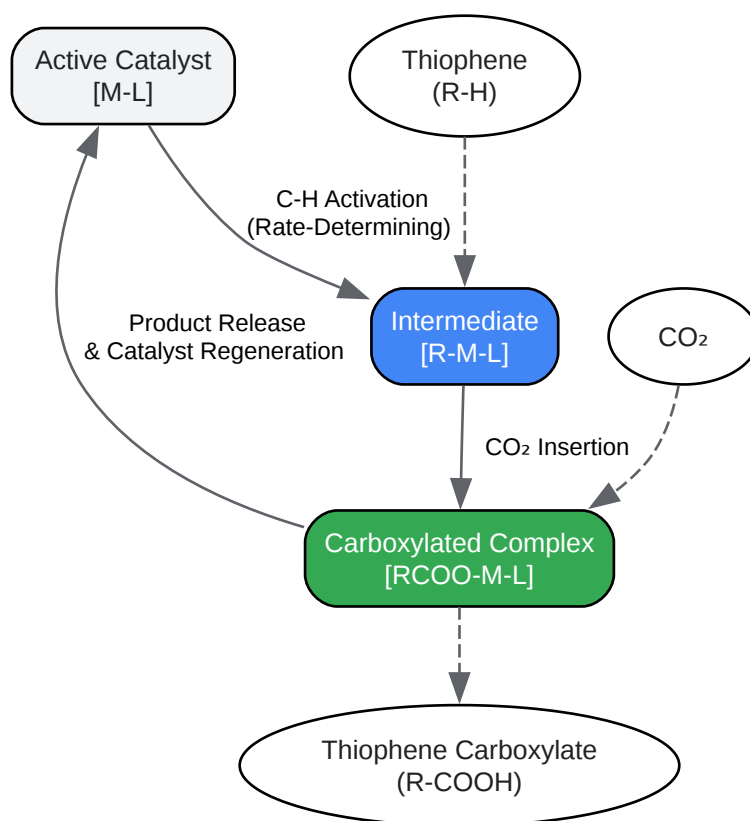 Active Catalyst
[M-L]
Thiophene
(R-H)
C-H Activation
(Rate-Determining)
Product Release
& Catalyst Regeneration
Intermediate
[R-M-L]
CO₂
CO₂ Insertion
Carboxylated Complex
[RCOO-M-L]
Thiophene Carboxylate
(R-COOH)